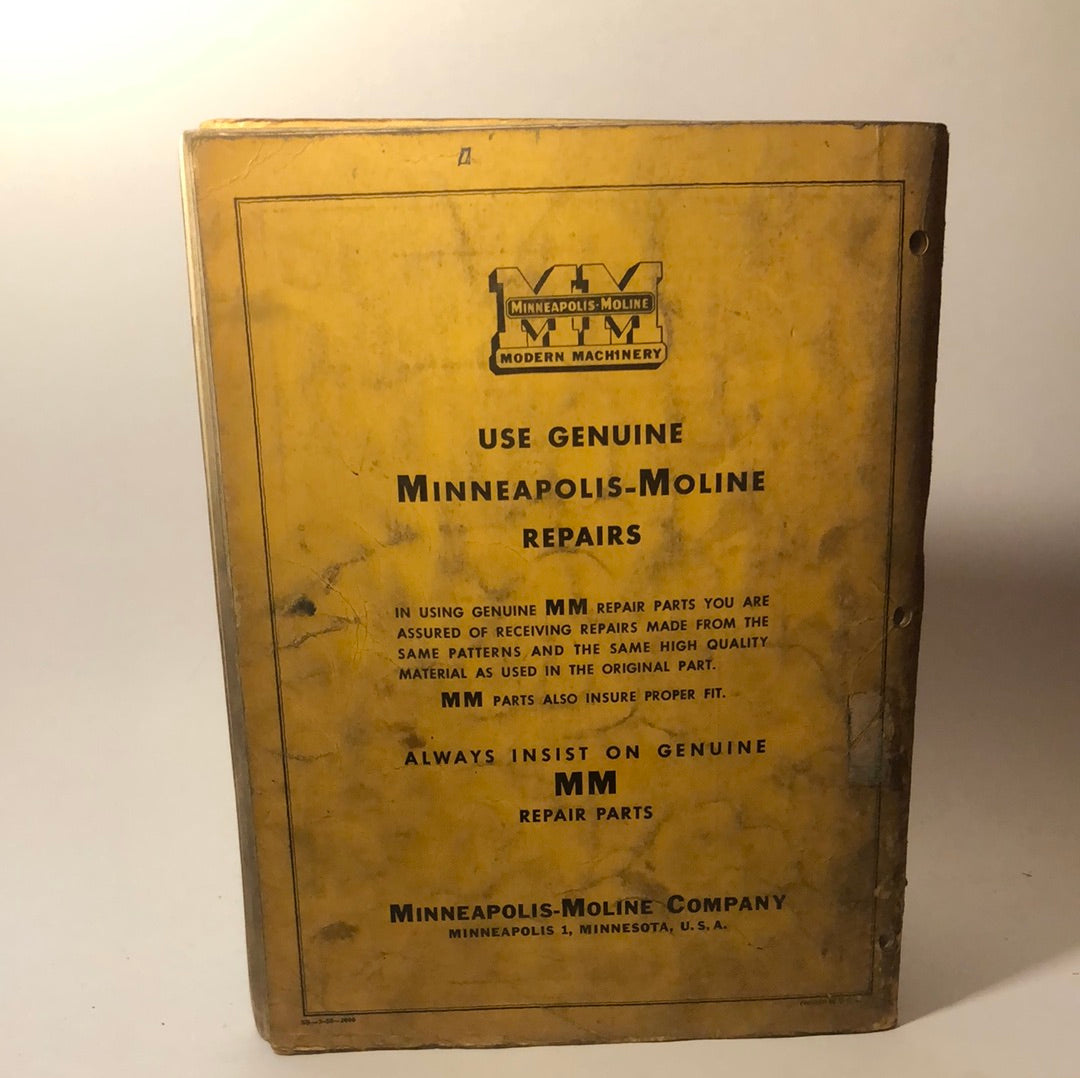 MM
MINNEAPOLIS-MOLINE
MODERN MACHINERY
USE GENUINE
MINNEAPOLIS-MOLINE
REPAIRS
IN USING GENUINE MM REPAIR PARTS YOU ARE
ASSURED OF RECEIVING REPAIRS MADE FROM THE
SAME PATTERNS AND THE SAME HIGH QUALITY
MATERIAL AS USED IN THE ORIGINAL PART.
MM PARTS ALSO INSURE PROPER FIT.
ALWAYS INSIST ON GENUINE
MM
REPAIR PARTS
MINNEAPOLIS-MOLINE COMPANY
MINNEAPOLIS 1, MINNESOTA, U.S.A.